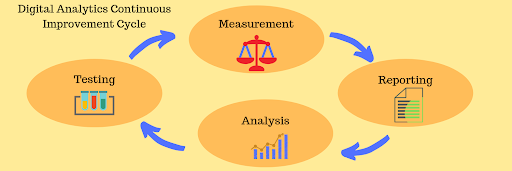 Digital Analytics Continuous
Improvement Cycle
Measurement
Reporting
Analysis
Testing